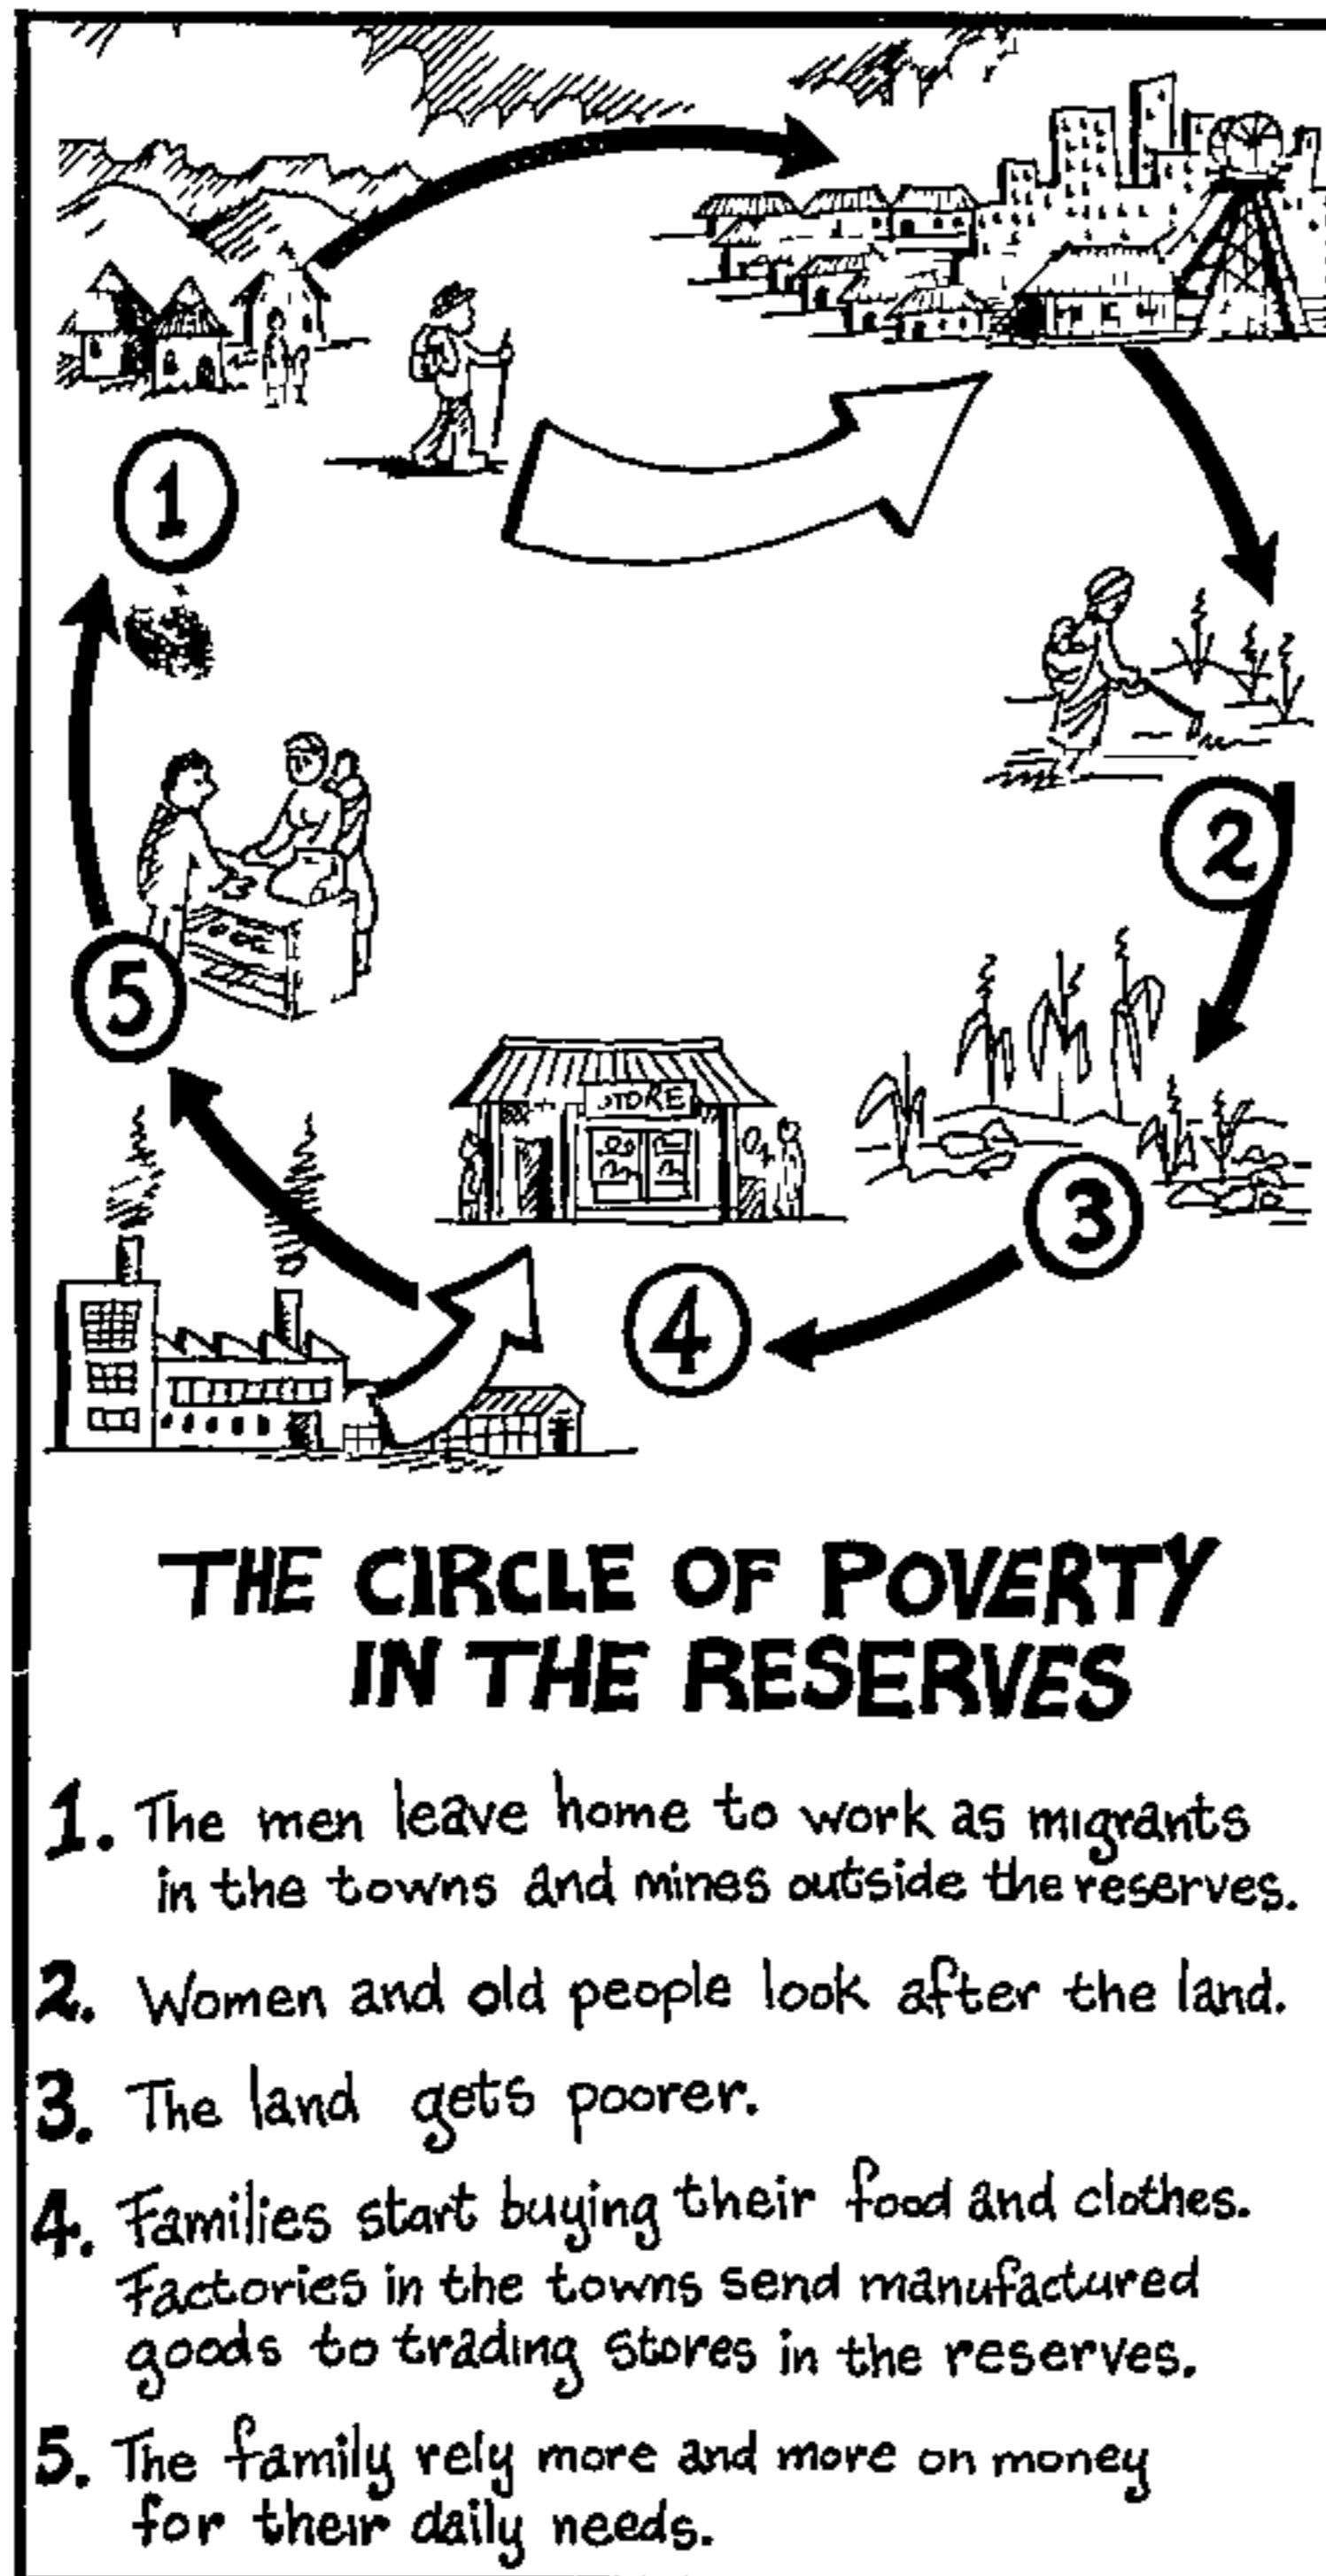 1
2
5
STORE
3
4
THE CIRCLE OF POVERTY
IN THE RESERVES
1. The men leave home to work as migrants
in the towns and mines outside the reserves.
2. Women and old people look after the land.
3. The land gets poorer.
4. Families start buying their food and clothes.
Factories in the towns send manufactured
goods to trading stores in the reserves.
5. The family rely more and more on money
for their daily needs.